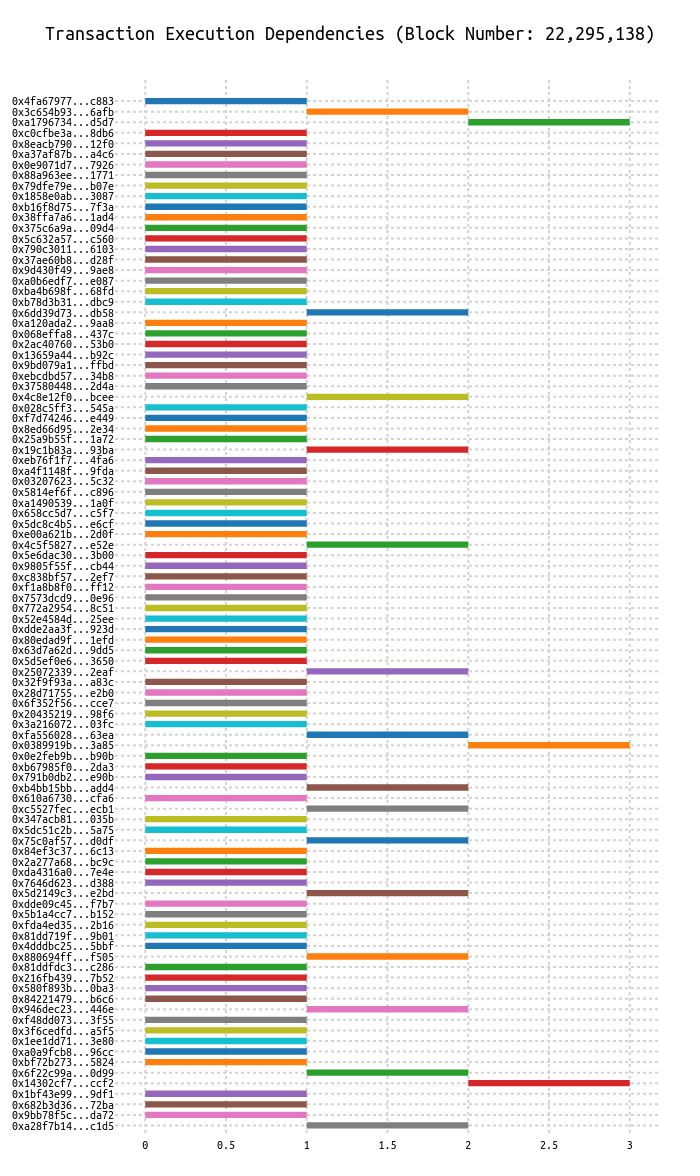 Transaction Execution Dependencies (Block Number: 22,295,138)
0x4fa67977...c883
0x3c654b93...6afb
0xa1796734...d5d7
0xc0cfbe3a...8db6
0x8eacb790...12f0
0xa37af87b...a4c6
0x0e9071d7...7926
0x88a963ee...1771
0x79dfe79e...b07e
0x1858e0ab...3087
0xb16f8d75...7f3a
0x38ffa7a6...1ad4
0x375c6a9a...09d4
0x5c632a57...c560
0x790c3011...6103
0x37ae60b8...d28f
0x9d430f49...9ae8
0xa0b6edf7...e087
0xba4b698f...68fd
0xb78d3b31...dbc9
0x6dd39d73...db58
0xa120ada2...9aa8
0x068effa8...437c
0x2ac40760...53b0
0x13659a44...b92c
0x9bd079a1...ffbd
0xebcdbd57...34b8
0x37580448...2d4a
0x4c8e12f0...bcee
0x028c5ff3...545a
0xf7d74246...e449
0x8ed66d95...2e34
0x25a9b55f...1a72
0x19c1b83a...93ba
0xeb76f1f7...4fa6
0xa4f1148f...9fda
0x03207623...5c32
0x5814ef6f...c896
0xa1490539...1a0f
0x658cc5d7...c5f7
0x5dc8c4b5...e6cf
0xe00a621b...2d0f
0x4c5f5827...e52e
0x5e6dac30...3b00
0x9805f55f...cb44
0xc838bf57...2ef7
0xf1a8b8f0...ff12
0x7573dcd9...0e96
0x772a2954...8c51
0x52e4584d...25ee
0xdde2aa3f...923d
0x80edad9f...1efd
0x63d7a62d...9dd5
0x5d5ef0e6...3650
0x25072339...2eaf
0x32f9f93a...a83c
0x28d71755...e2b0
0x6f352f56...cce7
0x20435219...98f6
0x3a216072...03fc
0xfa556028...63ea
0x0389919b...3a85
0x0e2feb9b...b90b
0xb67985f0...2da3
0x791b0db2...e90b
0xb4bb15bb...add4
0x610a6730...cfa6
0xc5527fec...ecb1
0x347acb81...035b
0x5dc51c2b...5a75
0x75c0af57...d0df
0x84ef3c37...6c13
0x2a277a68...bc9c
0xda4316a0...7e4e
0x7646d623...d388
0x5d2149c3...e2bd
0xdde09c45...f7b7
0x5b1a4cc7...b152
0xfda4ed35...2b16
0x81dd719f...9b01
0x4dddbc25...5bbf
0x880694ff...f505
0x81ddfdc3...c286
0x216fb439...7b52
0x580f893b...0ba3
0x84221479...b6c6
0x946dec23...446e
0xf48dd073...3f55
0x3f6cedfd...a5f5
0x1ee1dd71...3e80
0xa0a9fcb8...96cc
0xbf72b273...5824
0x6f22c99a...0d99
0x14302cf7...ccf2
0x1bf43e99...9df1
0x682b3d36...72ba
0x9bb78f5c...da72
0xa28f7b14...c1d5
0 0.5 1 1.5 2 2.5 3